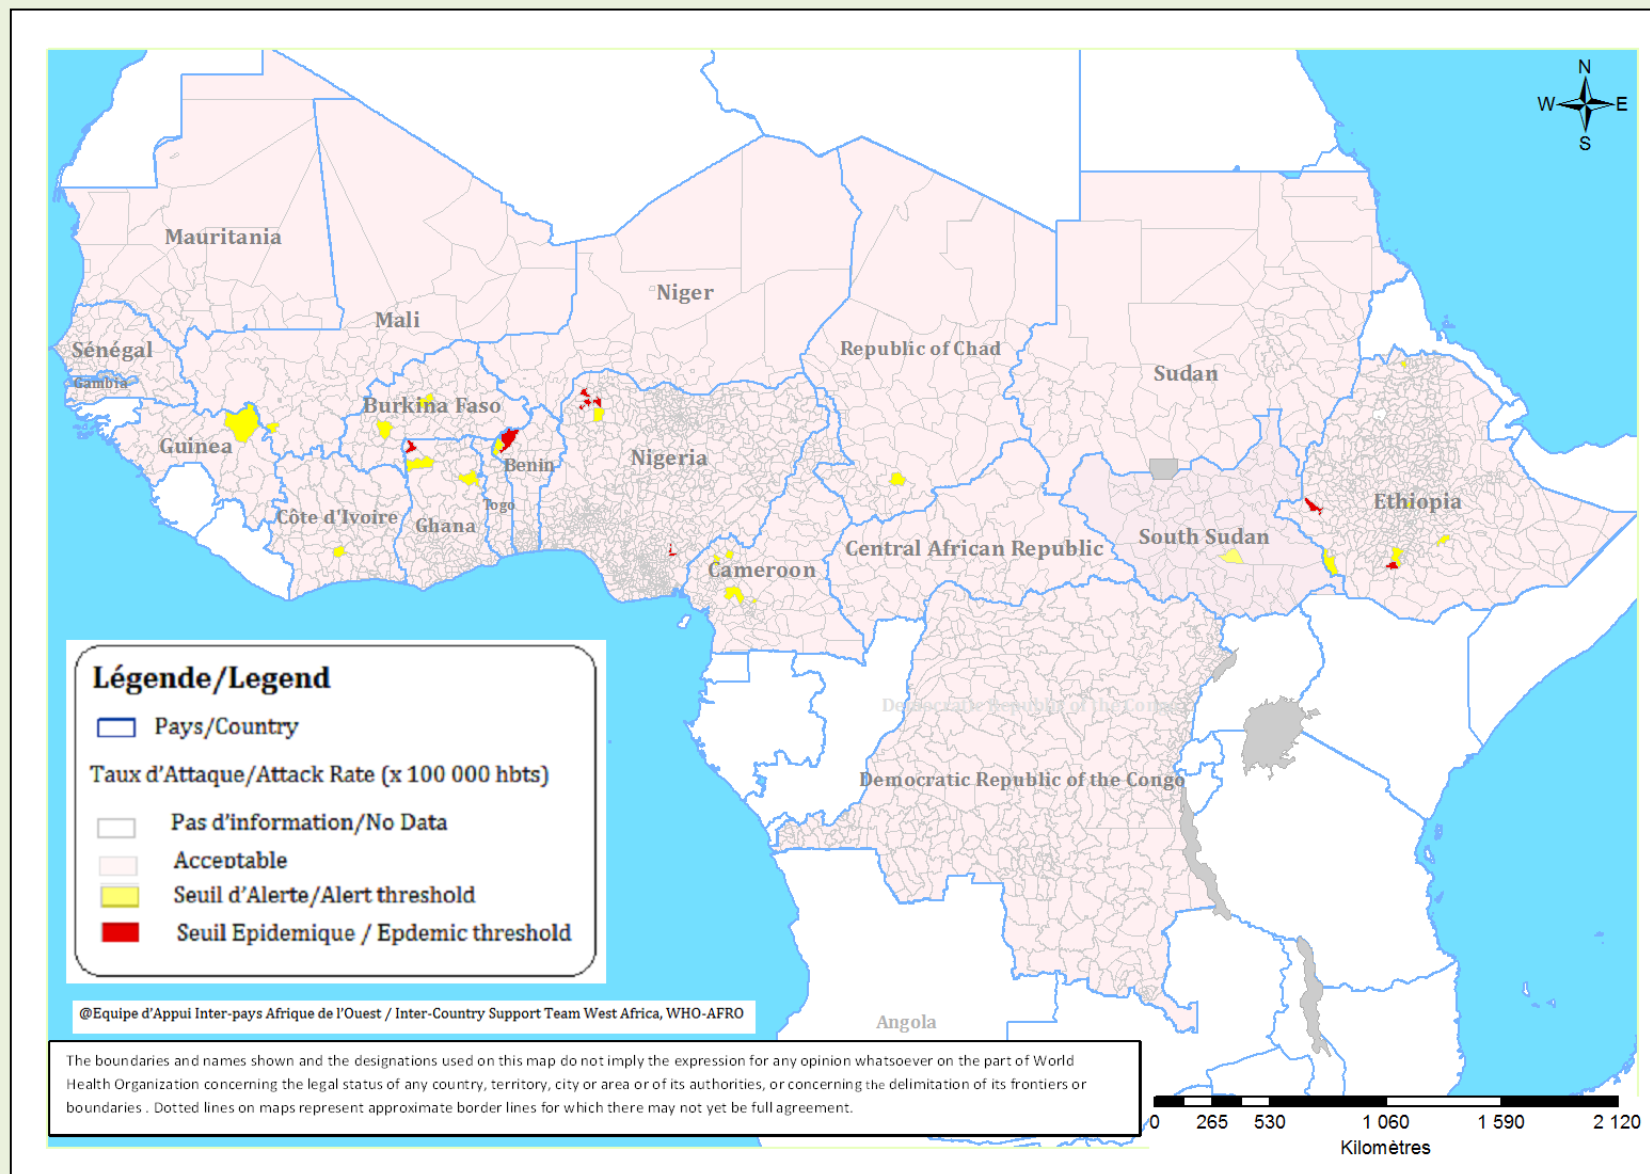 N
W
E
S
Mauritania
Niger
Mali
Sénégal
Republic of Chad
Sudan
Gambia
Burkina Faso
Guinea
Nigeria
Benin
Ethiopia
Togo
Côte d'Ivoire
Ghana
South Sudan
Central African Republic
Cameroon
Democratic Republic of the Congo
Democratic Republic of the Congo
Angola
Légende/Legend
Pays/Country
Taux d'Attaque/Attack Rate (x 100 000 hbts)
Pas d'information/No Data
Acceptable
Seuil d'Alerte/Alert threshold
Seuil Epidemique / Epdemic threshold
@Equipe d'Appui Inter-pays Afrique de l'Ouest / Inter-Country Support Team West Africa, WHO-AFRO
The boundaries and names shown and the designations used on this map do not imply the expression for any opinion whatsoever on the part of World
Health Organization concerning the legal status of any country, territory, city or area or of its authorities, or concerning the delimitation of its frontiers or
boundaries . Dotted lines on maps represent approximate border lines for which there may not yet be full agreement.
0 265 530 1 060 1 590 2 120
Kilomètres